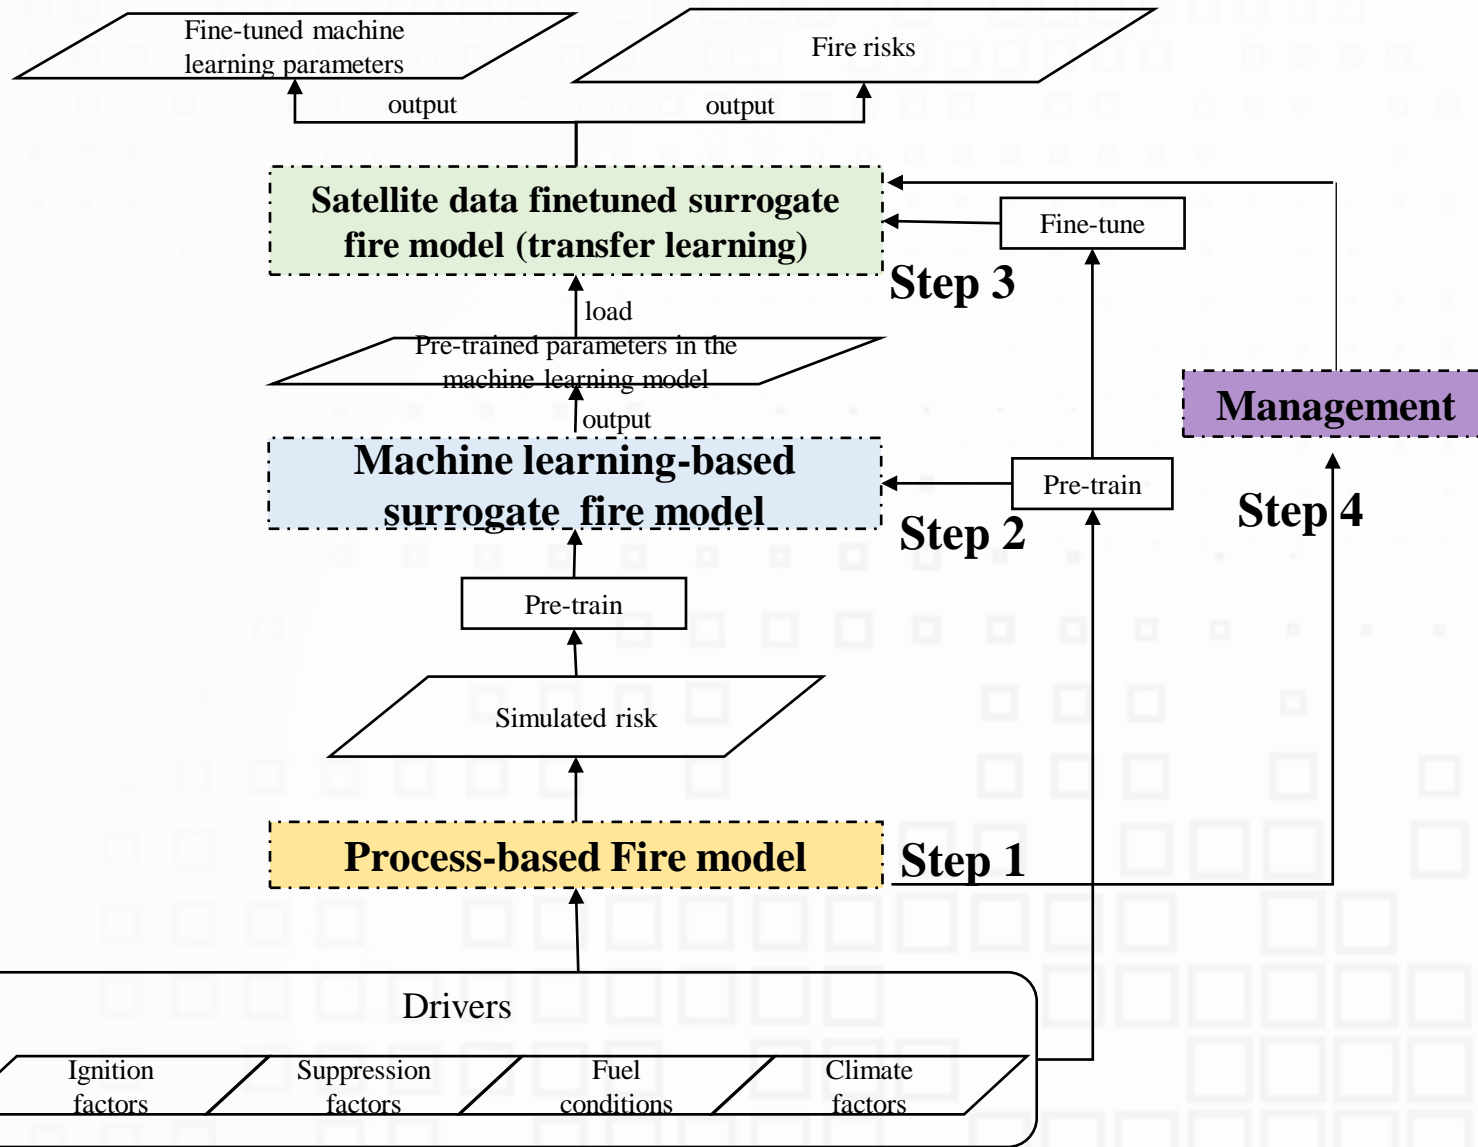 Fine-tuned machine
learning parameters
Fire risks
output
output
Satellite data finetuned surrogate
fire model (transfer learning)
Fine-tune
Step 3
load
Pre-trained parameters in the
machine learning model
Management
output
Machine learning-based
surrogate fire model
Pre-train
Step 2
Step 4
Pre-train
Simulated risk
Process-based Fire model
Step 1
Drivers
Ignition
factors
Suppression
factors
Fuel
conditions
Climate
factors